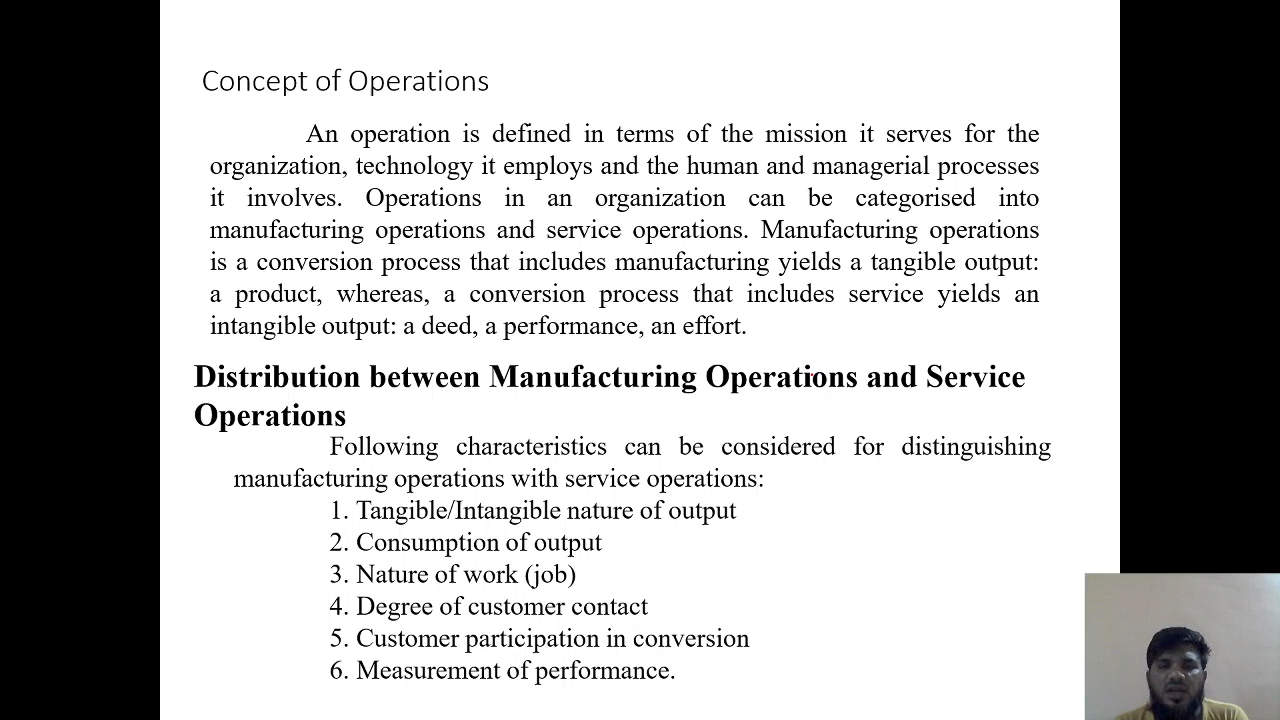 Concept of Operations
An operation is defined in terms of the mission it serves for the
organization, technology it employs and the human and managerial processes
it involves. Operations in an organization can be categorised into
manufacturing operations and service operations. Manufacturing operations
is a conversion process that includes manufacturing yields a tangible output:
a product, whereas, a conversion process that includes service yields an
intangible output: a deed, a performance, an effort.
Distribution between Manufacturing Operations and Service
Operations
Following characteristics can be considered for distinguishing
manufacturing operations with service operations:
1. Tangible/Intangible nature of output
2. Consumption of output
3. Nature of work (job)
4. Degree of customer contact
5. Customer participation in conversion
6. Measurement of performance.